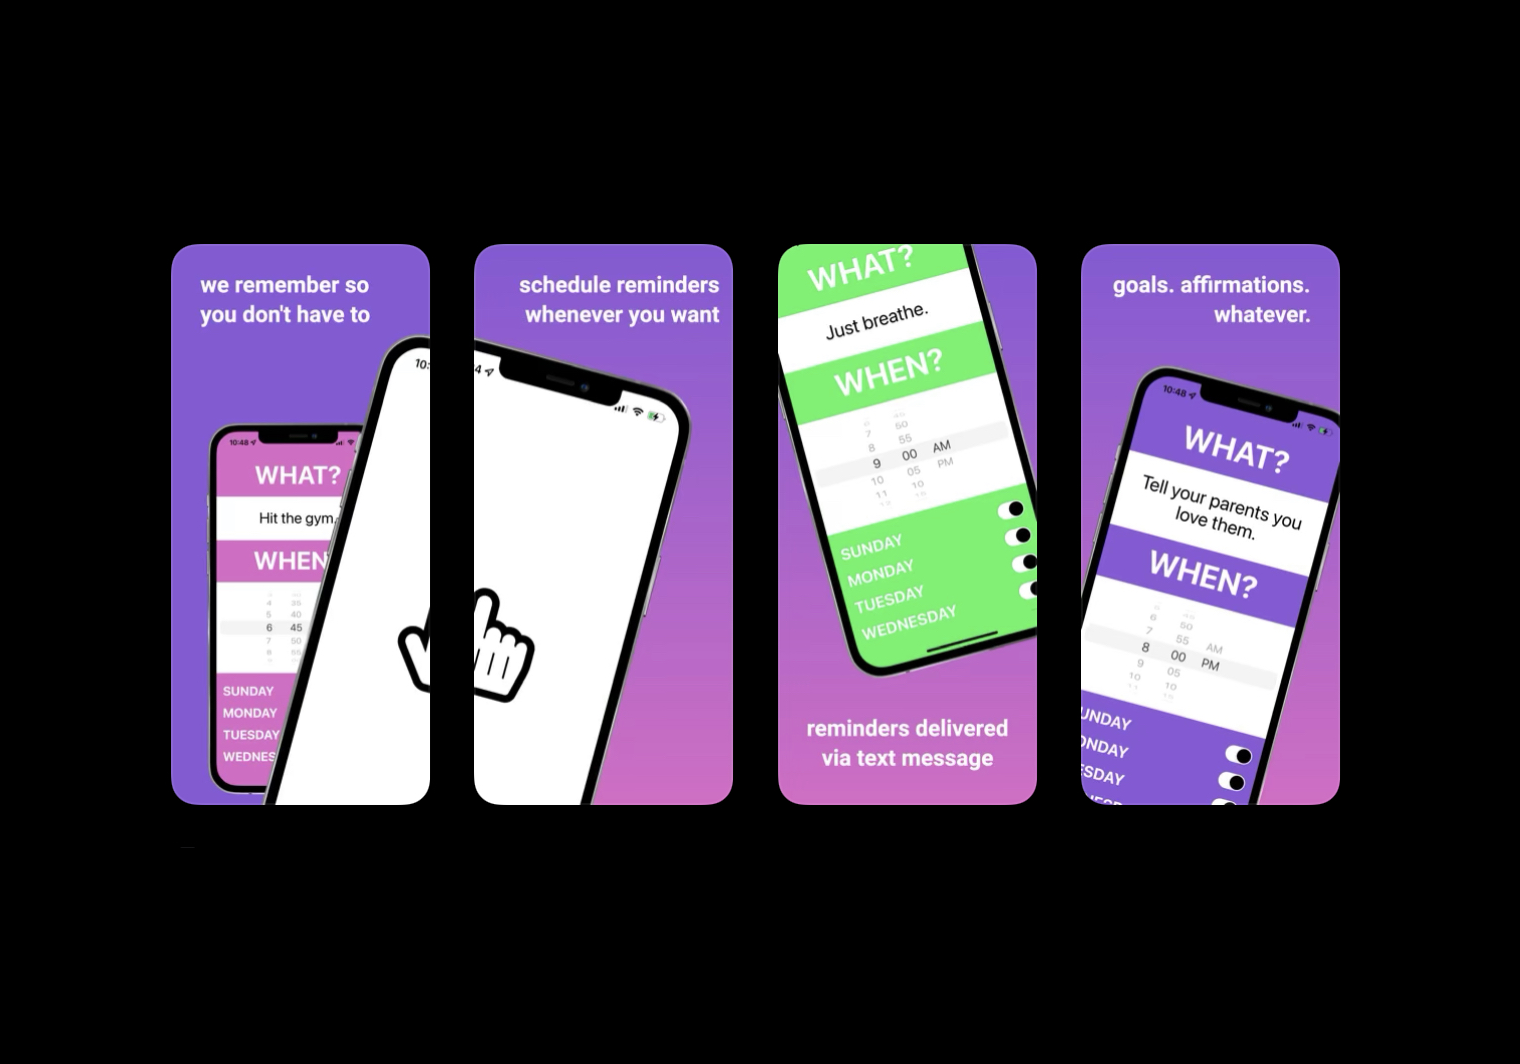 we remember so
you don't have to
10:48
WHAT?
Hit the gym.
WHEN
4 35
5 40
6 45
7 50
8 55
SUNDAY
MONDAY
TUESDAY
WEDNES
10:
schedule reminders
whenever you want
4
WHAT?
Just breathe.
WHEN?
7 50
8 55
9 00 AM
10 05 PM
11 10
SUNDAY
MONDAY
TUESDAY
WEDNESDAY
reminders delivered
via text message
goals. affirmations.
whatever.
10:48
WHAT?
Tell your parents you
love them.
WHEN?
6 50
7 55 AM
8 00 PM
9 05
10 10
UNDAY
ONDAY
ESDAY